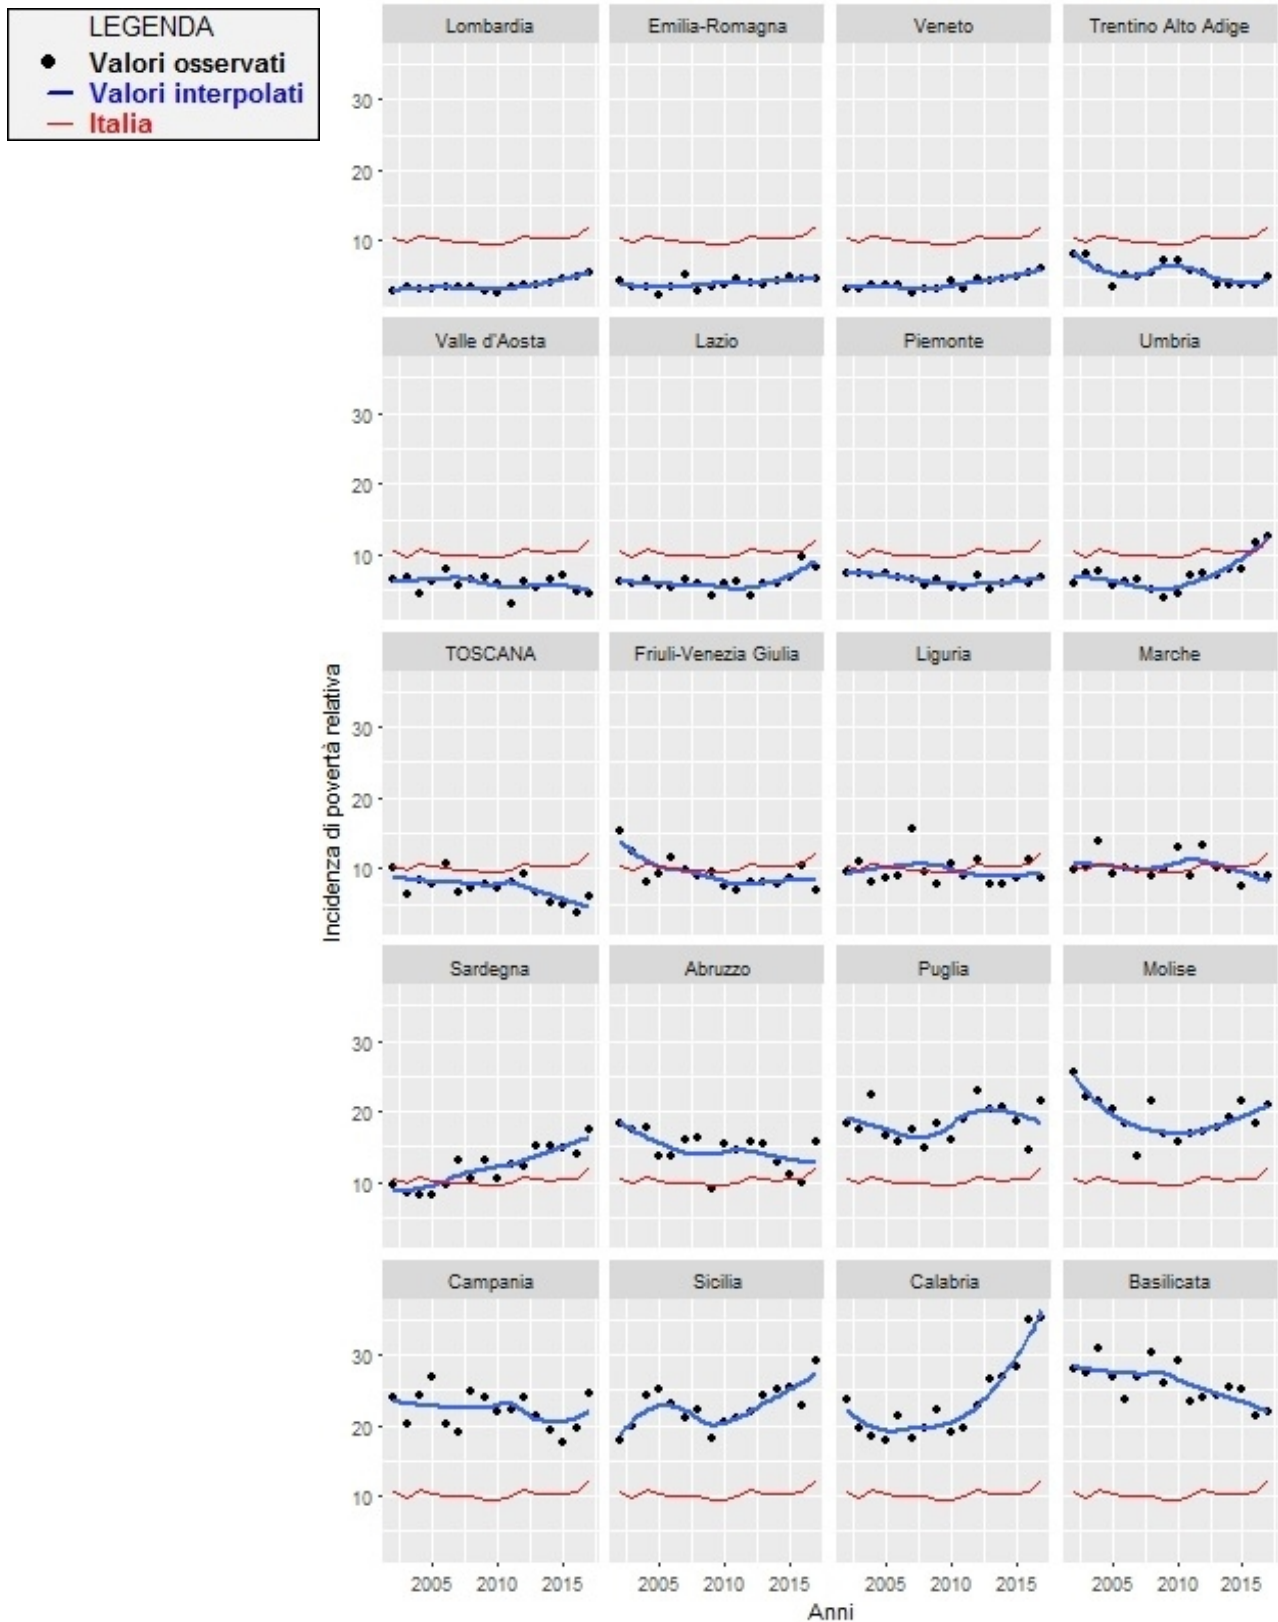 LEGENDA
Valori osservati
Valori interpolati
Italia
Lombardia
Emilia-Romagna
Veneto
Trentino Alto Adige
30
20
10
Valle d'Aosta
Lazio
Piemonte
Umbria
30
20
10
TOSCANA
Friuli-Venezia Giulia
Liguria
Marche
30
20
10
Incidenza di povertà relativa
Sardegna
Abruzzo
Puglia
Molise
30
20
10
Campania
Sicilia
Calabria
Basilicata
30
20
10
2005 2010 2015 2005 2010 2015 2005 2010 2015 2005 2010 2015
Anni